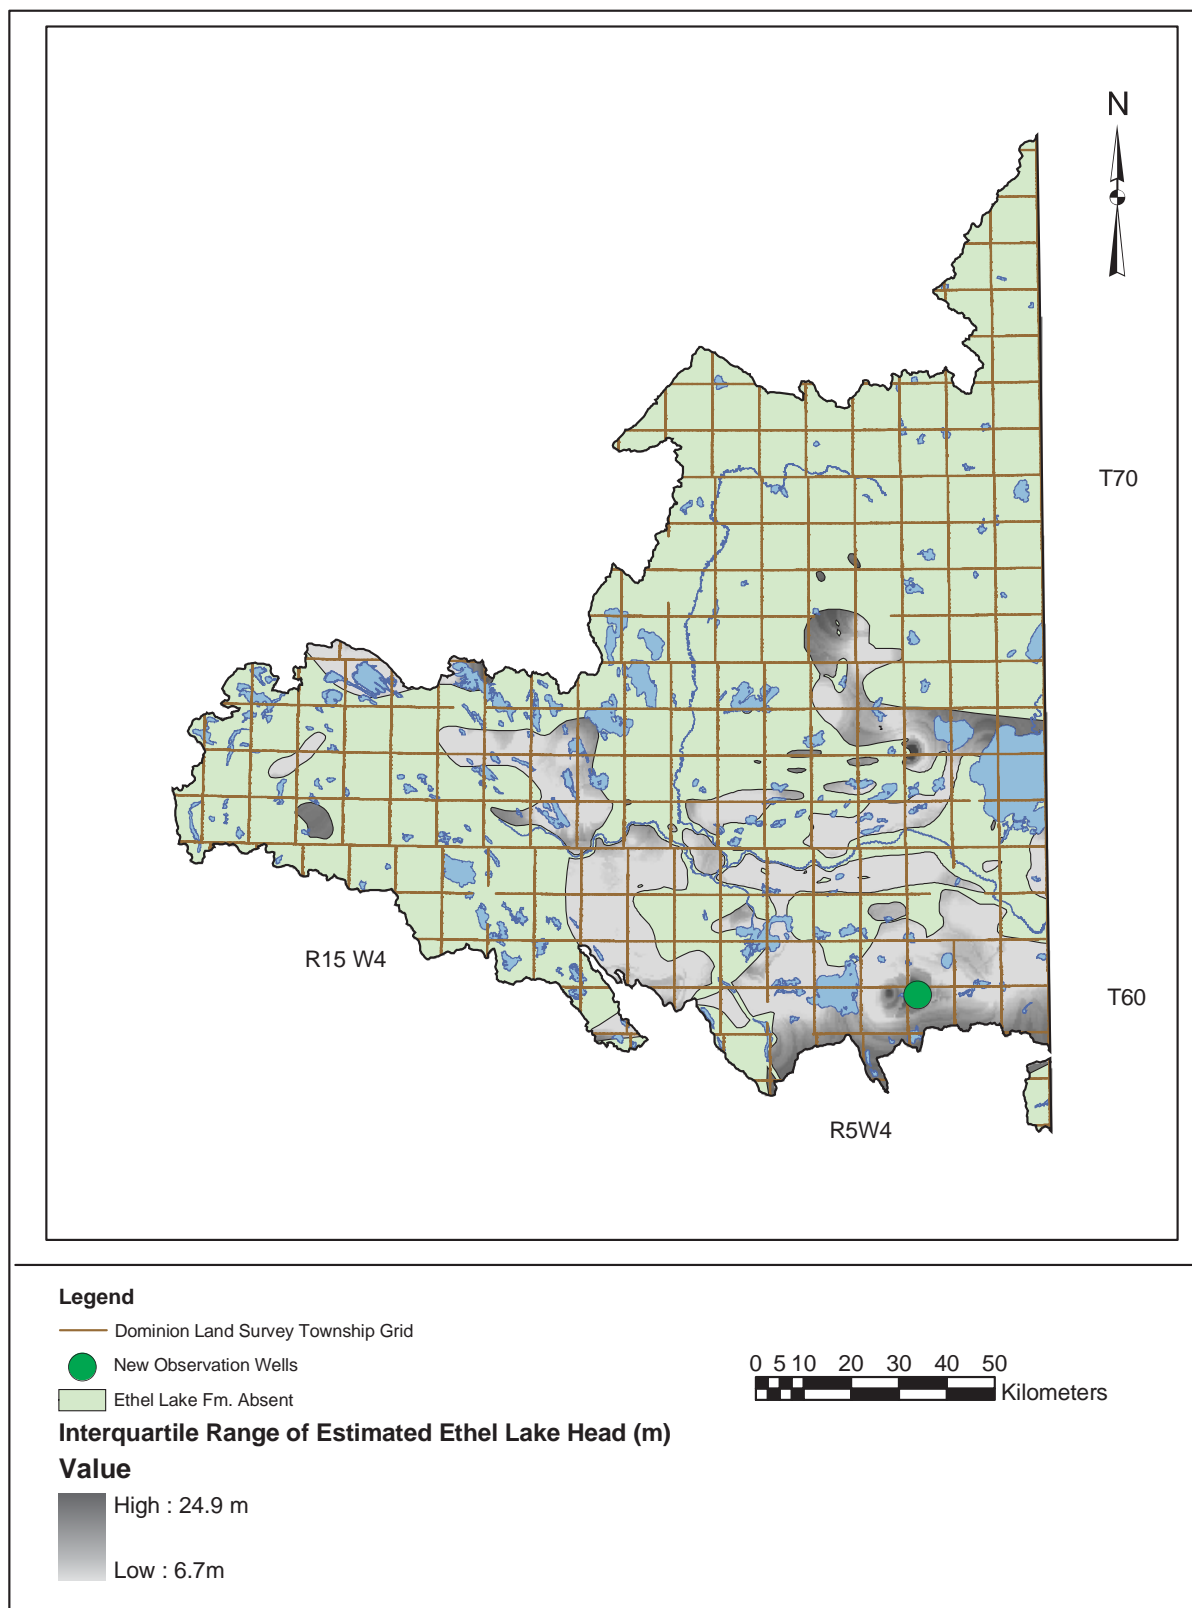 N
T70
R15 W4
T60
R5W4
Legend
Dominion Land Survey Township Grid
New Observation Wells
Ethel Lake Fm. Absent
0 5 10 20 30 40 50
Kilometers
Interquartile Range of Estimated Ethel Lake Head (m)
Value
High : 24.9 m
Low : 6.7m